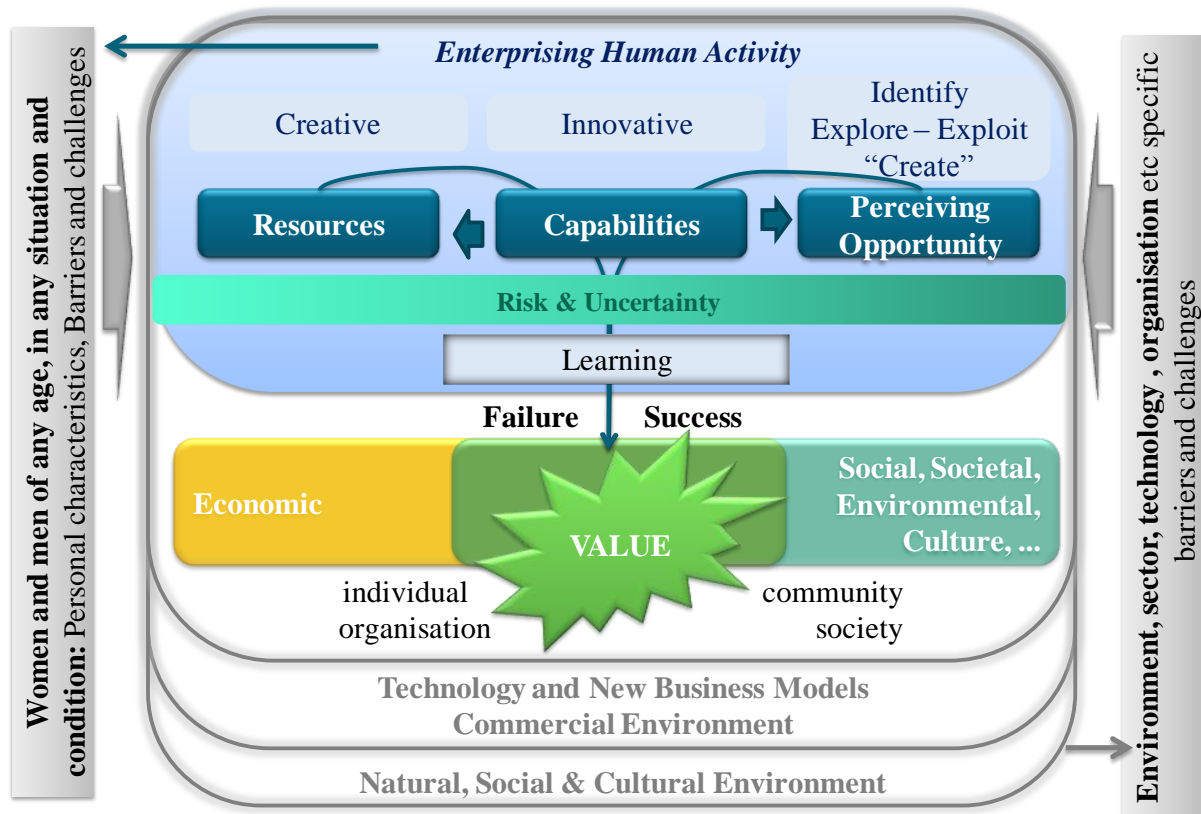 Women and men of any age, in any situation and
condition: Personal characteristics, Barriers and challenges
Enterprising Human Activity
Creative
Innovative
Identify
Explore – Exploit
“Create”
Resources
Capabilities
Perceiving
Opportunity
Risk & Uncertainty
Learning
Failure
Success
Economic
VALUE
Social, Societal,
Environmental,
Culture, ...
individual
organisation
community
society
Technology and New Business Models
Commercial Environment
Natural, Social & Cultural Environment
Environment, sector, technology , organisation etc specific
barriers and challenges